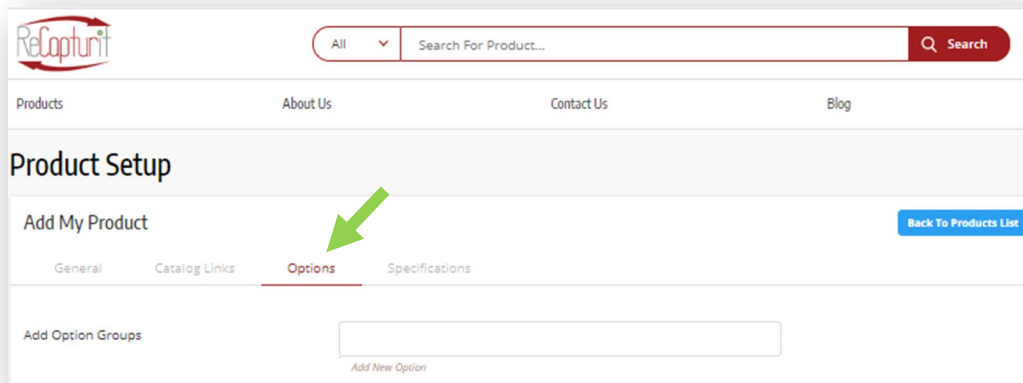 ReCapturit
All Search For Product... Search
Products About Us Contact Us Blog
Product Setup
Add My Product Back To Products List
General Catalog Links Options Specifications
Add Option Groups
Add New Option